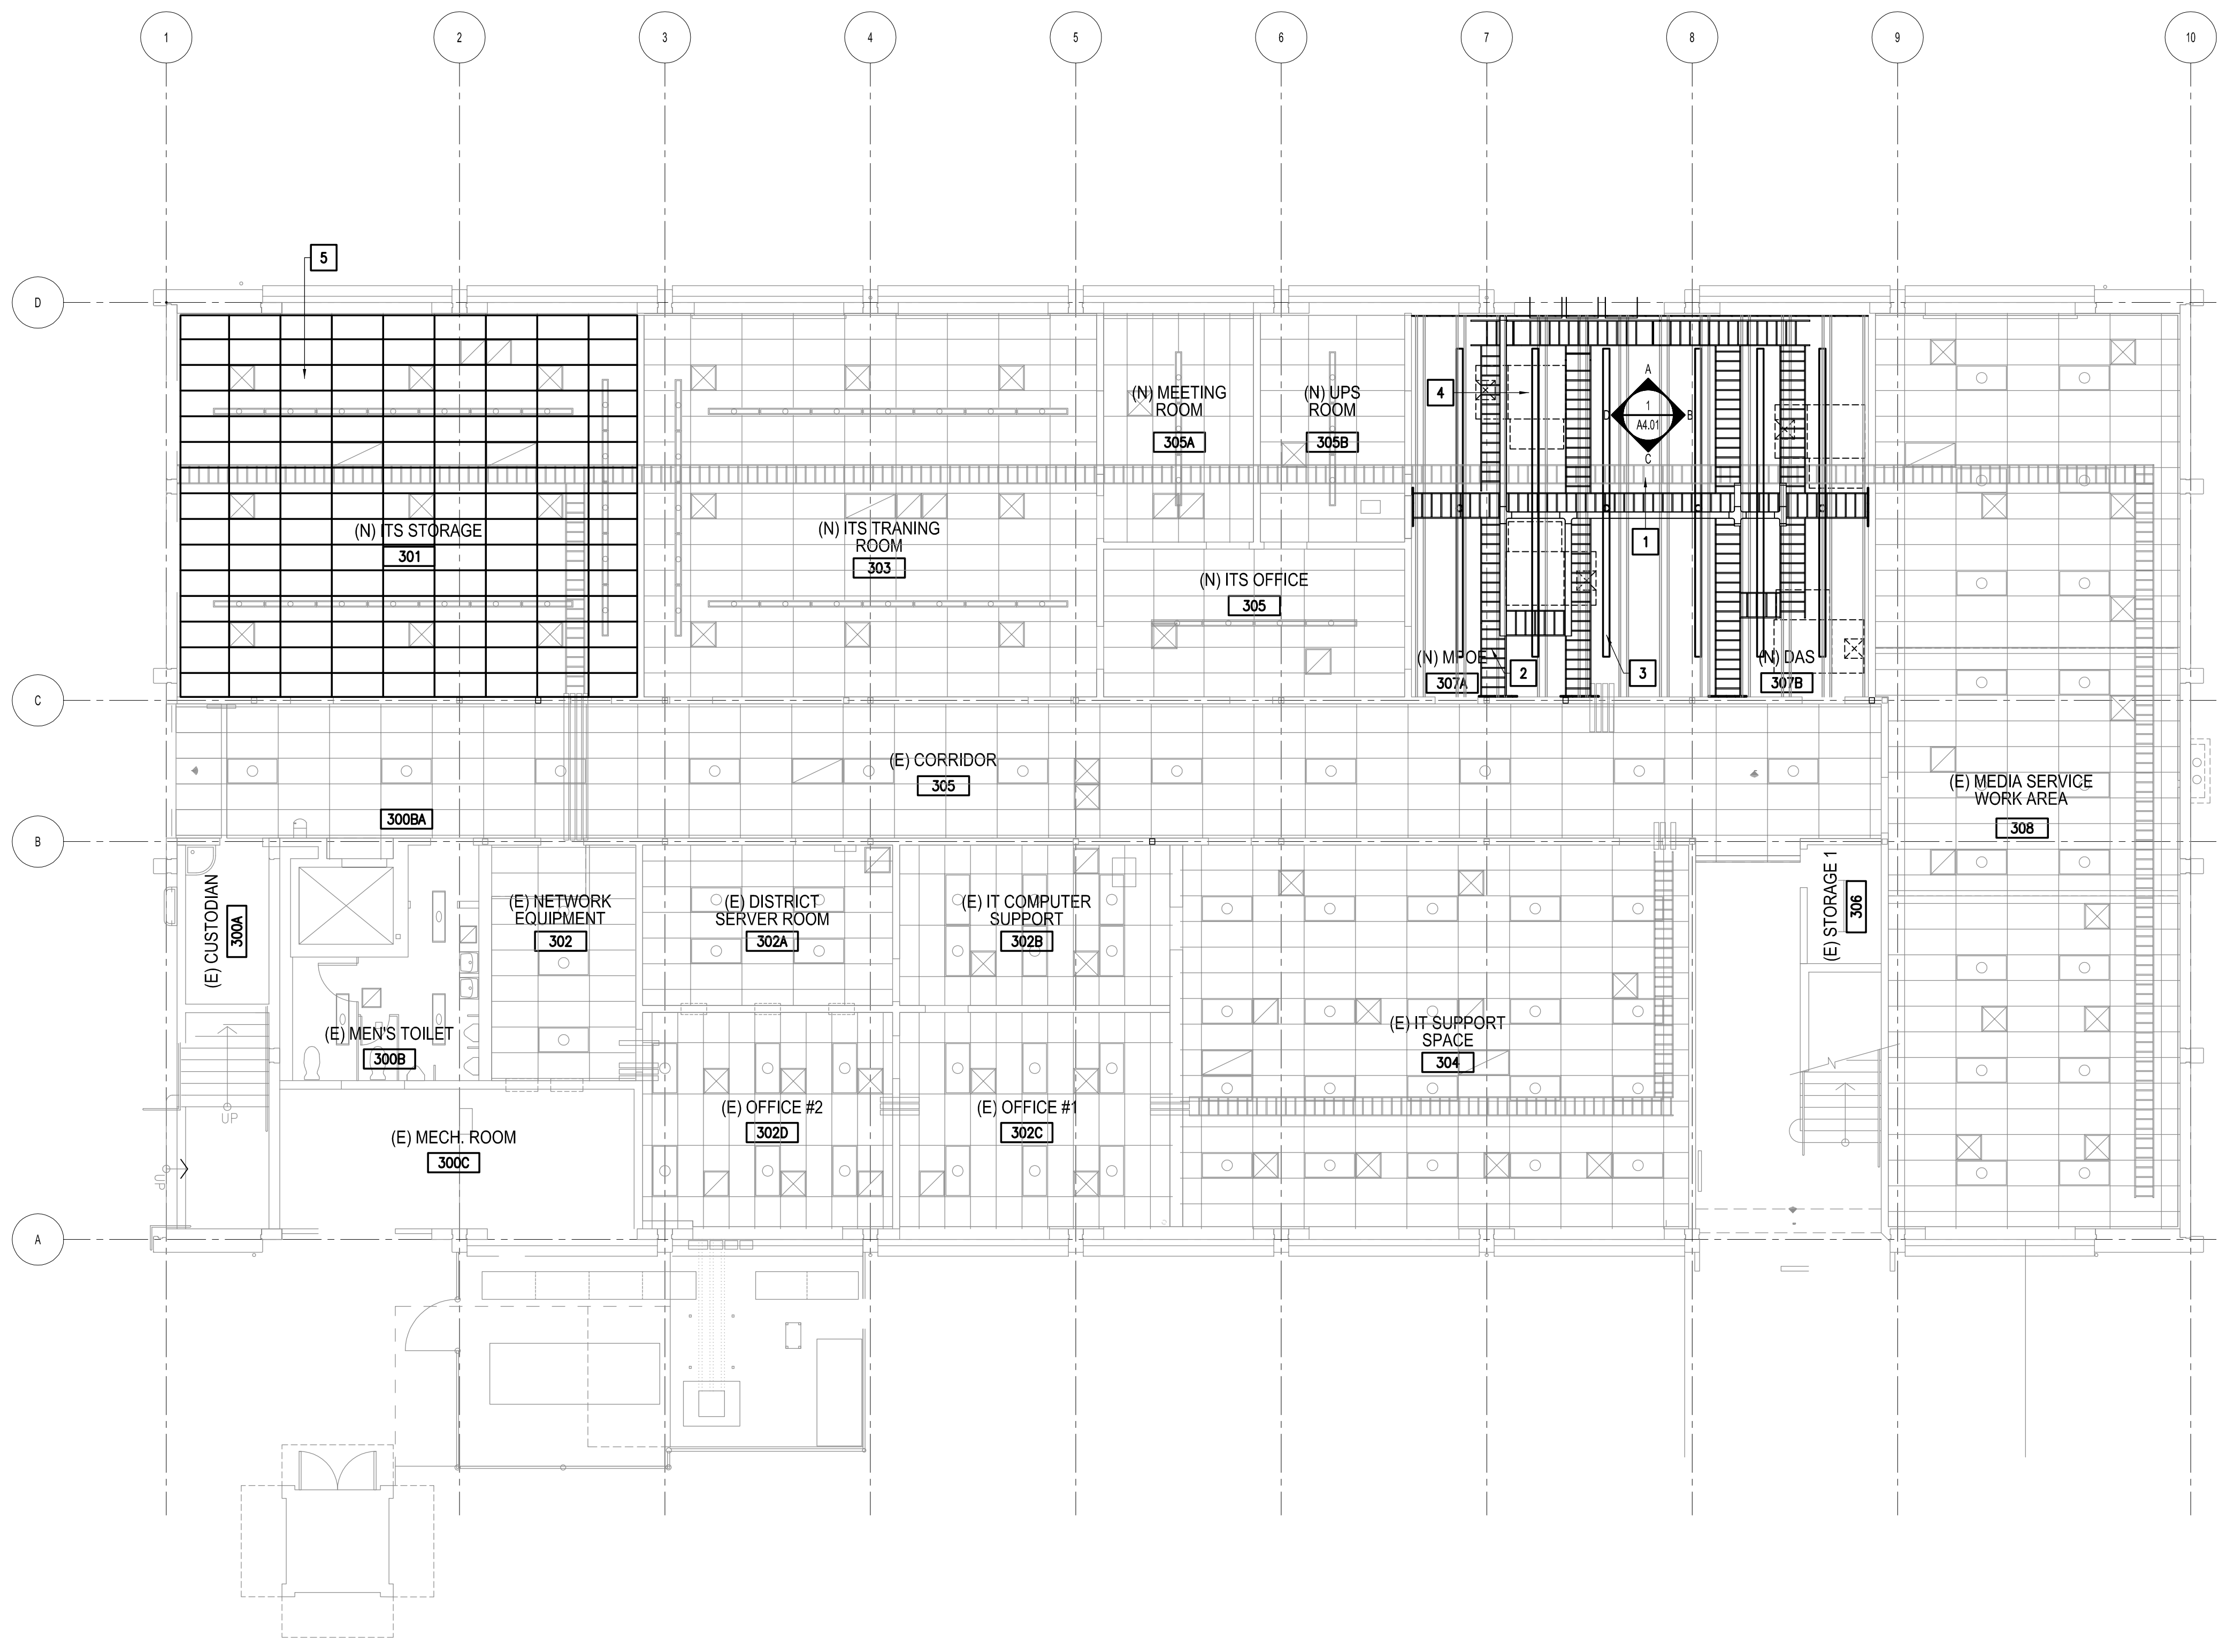 1
2
3
4
5
6
7
8
9
10
5
D
A
(N) MEETING
ROOM
305A
(N) UPS
ROOM
305B
4
D
1
A4.01
B
C
(N) ITS STORAGE
301
(N) ITS TRANING
ROOM
303
1
(N) ITS OFFICE
305
(N) MPOE
307A
2
3
(N) DAS
307B
C
(E) CORRIDOR
305
(E) MEDIA SERVICE
WORK AREA
308
300BA
B
(E) CUSTODIAN
300A
(E) NETWORK
EQUIPMENT
302
(E) DISTRICT
SERVER ROOM
302A
(E) IT COMPUTER
SUPPORT
302B
(E) STORAGE 1
306
(E) MEN'S TOILET
300B
(E) IT SUPPORT
SPACE
304
N
UP
(E) OFFICE #2
302D
(E) OFFICE #1
302C
(E) MECH. ROOM
300C
UP
A